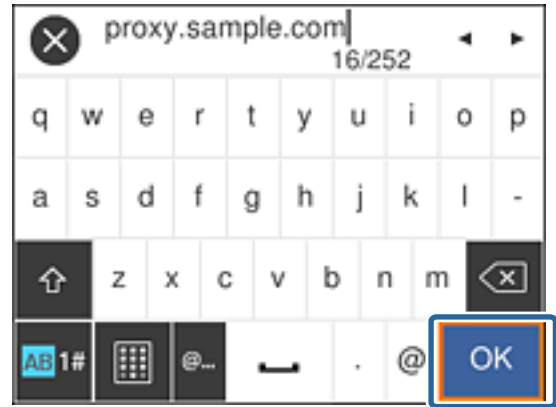 proxy.sample.com
16/252
q w e r t y u i o p
a s d f g h j k l -
z x c v b n m
AB 1# @... . @ OK